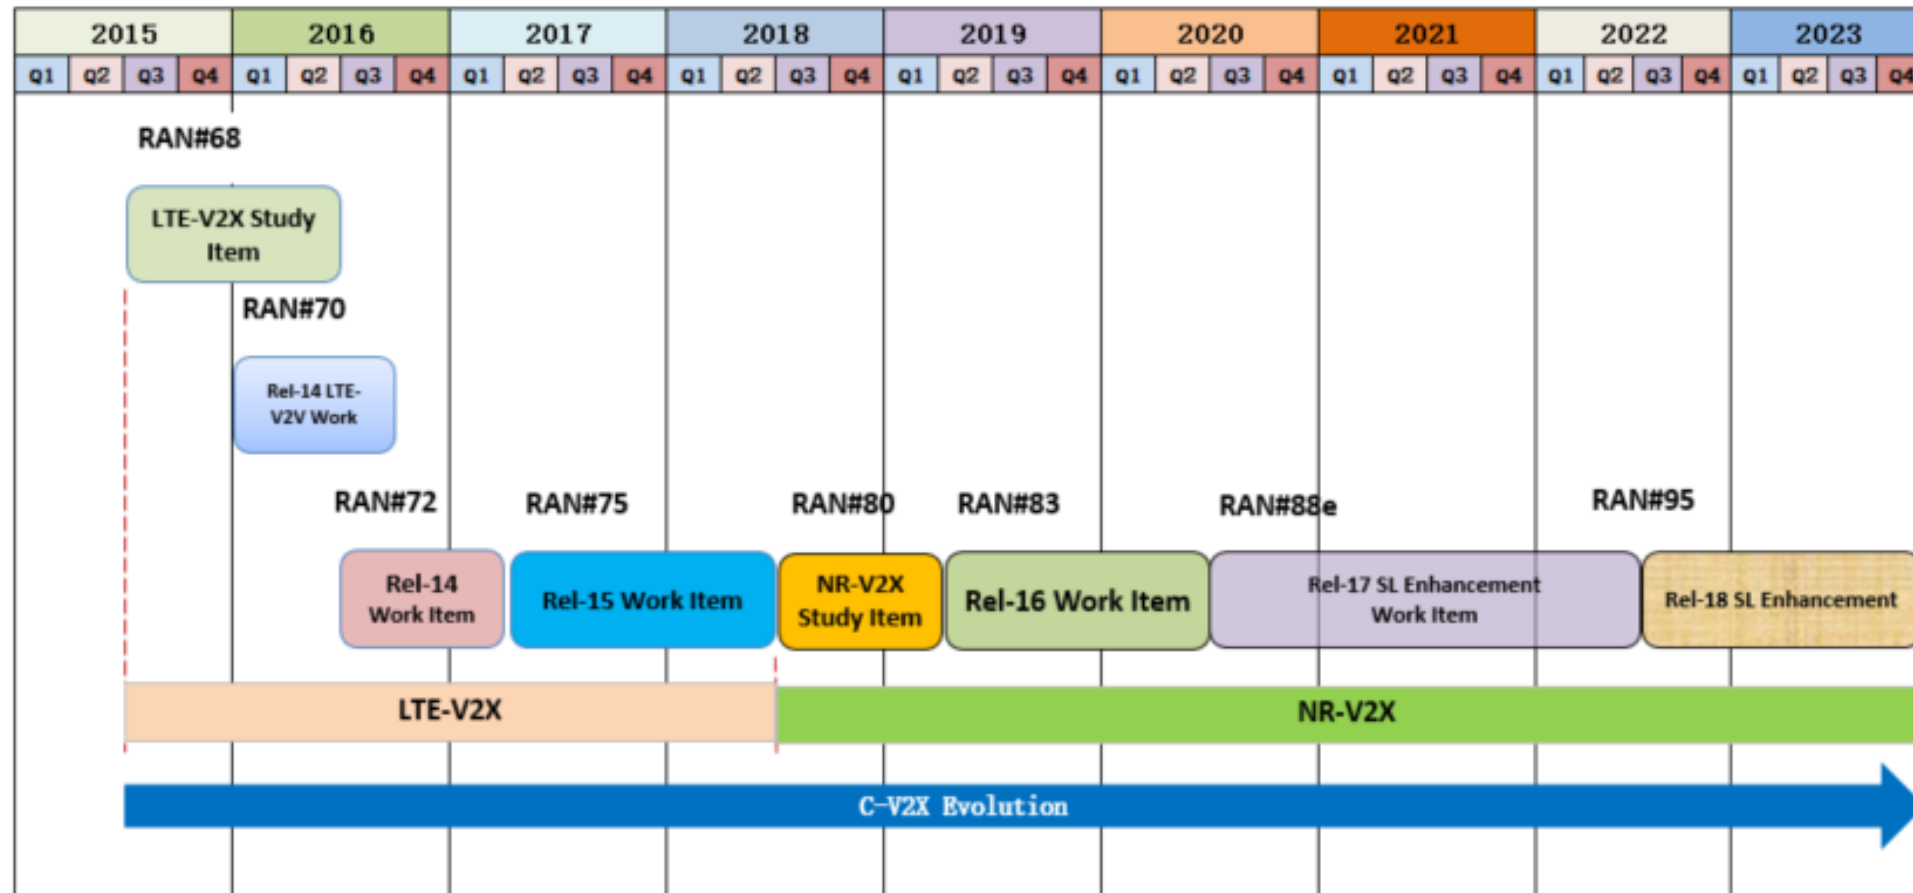 2015 2016 2017 2018 2019 2020 2021 2022 2023
Q1 Q2 Q3 Q4 Q1 Q2 Q3 Q4 Q1 Q2 Q3 Q4 Q1 Q2 Q3 Q4 Q1 Q2 Q3 Q4 Q1 Q2 Q3 Q4 Q1 Q2 Q3 Q4 Q1 Q2 Q3 Q4 Q1 Q2 Q3 Q4
RAN#68
LTE-V2X Study
Item
RAN#70
Rel-14 LTE-
V2V Work
RAN#72 RAN#75 RAN#80 RAN#83 RAN#88e RAN#95
Rel-14
Work Item
Rel-15 Work Item
NR-V2X
Study Item
Rel-16 Work Item
Rel-17 SL Enhancement
Work Item
Rel-18 SL Enhancement
LTE-V2X
NR-V2X
C-V2X Evolution